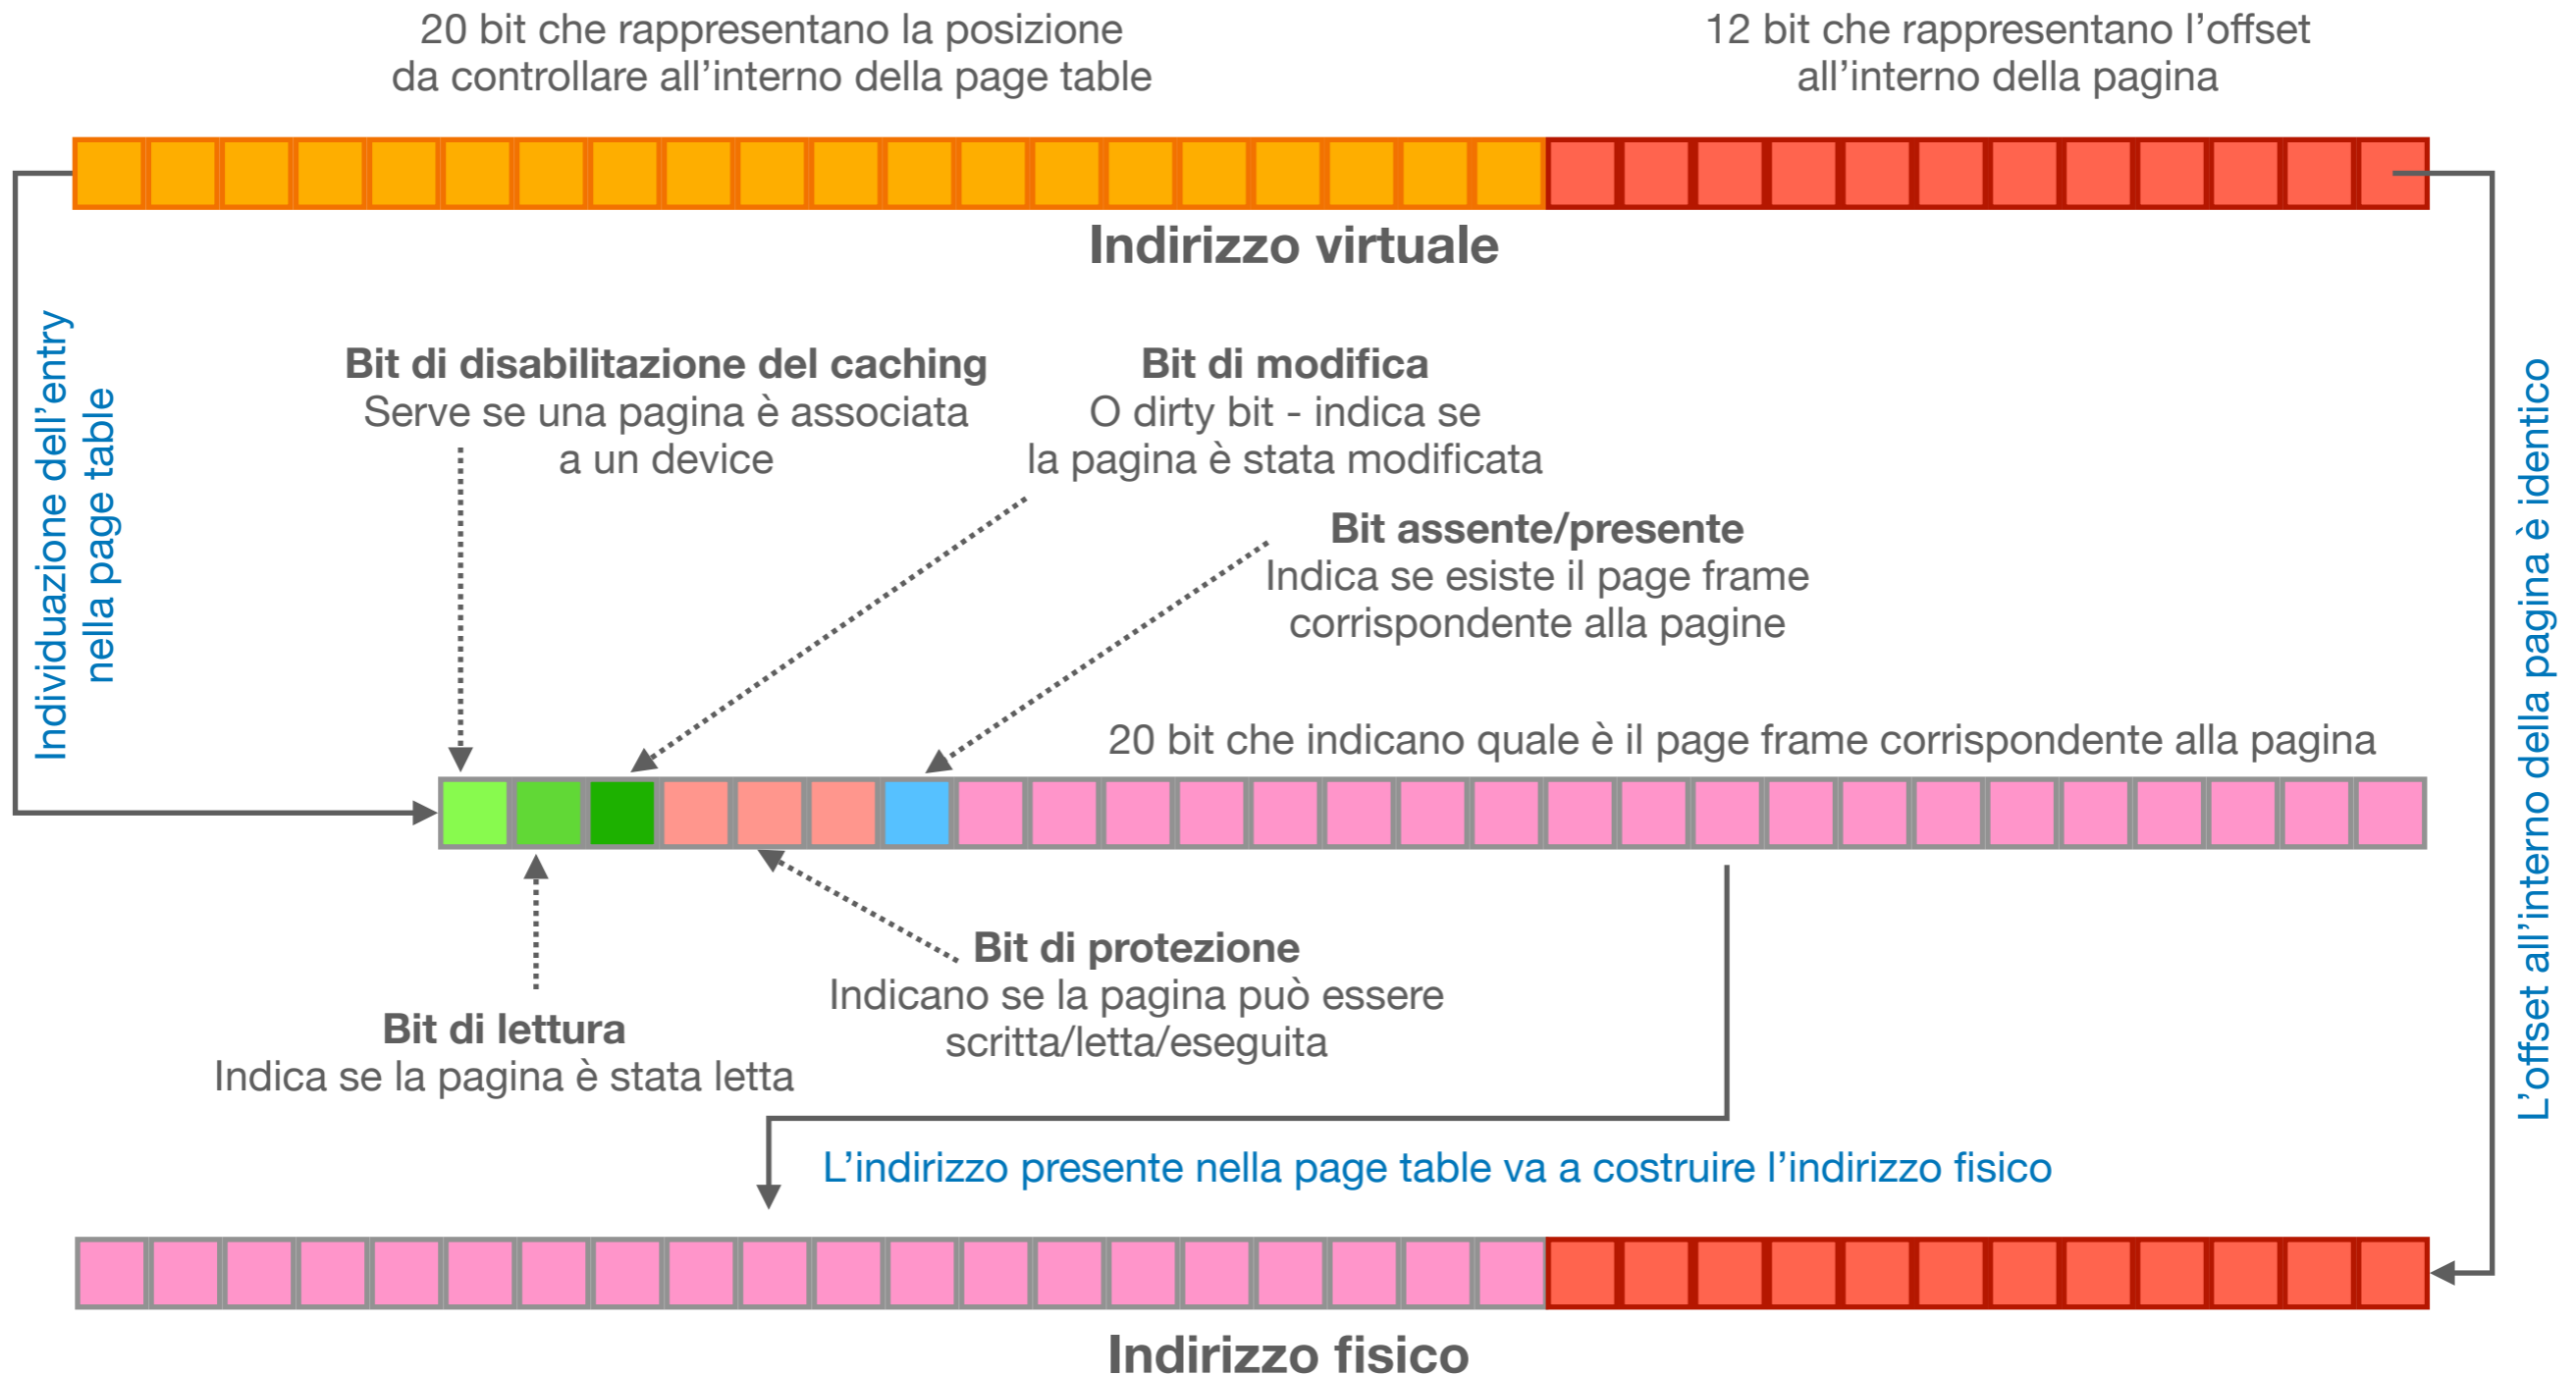 20 bit che rappresentano la posizione
da controllare all'interno della page table
12 bit che rappresentano l'offset
all'interno della pagina
Indirizzo virtuale
Individuazione dell'entry
nella page table
Bit di disabilitazione del caching
Serve se una pagina è associata
a un device
Bit di modifica
O dirty bit - indica se
la pagina è stata modificata
Bit assente/presente
Indica se esiste il page frame
corrispondente alla pagine
L'offset all'interno della pagina è identico
20 bit che indicano quale è il page frame corrispondente alla pagina
Bit di protezione
Indicano se la pagina può essere
scritta/letta/eseguita
Bit di lettura
Indica se la pagina è stata letta
L'indirizzo presente nella page table va a costruire l'indirizzo fisico
Indirizzo fisico